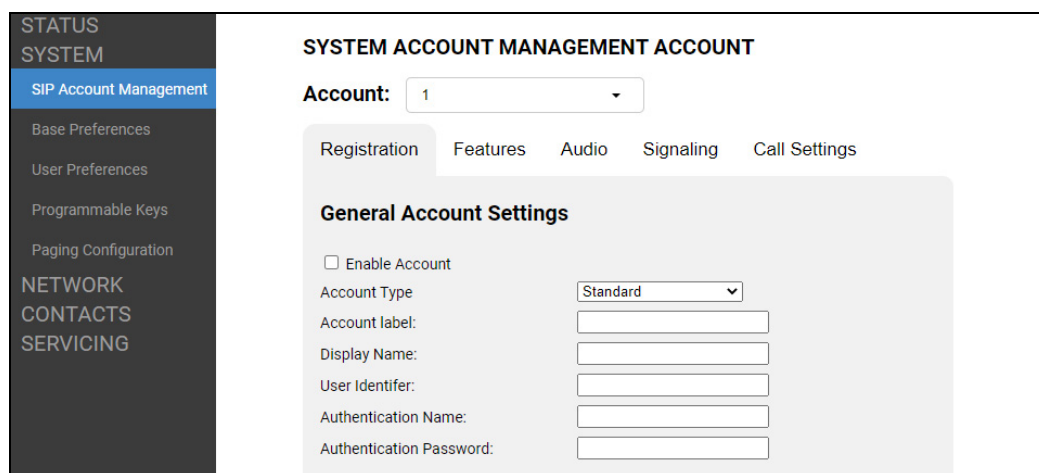 STATUS
SYSTEM
SIP Account Management
Base Preferences
User Preferences
Programmable Keys
Paging Configuration
NETWORK
CONTACTS
SERVICING
SYSTEM ACCOUNT MANAGEMENT ACCOUNT
Account: 1
Registration Features Audio Signaling Call Settings
General Account Settings
Enable Account
Account Type Standard
Account label:
Display Name:
User Identifer:
Authentication Name:
Authentication Password: